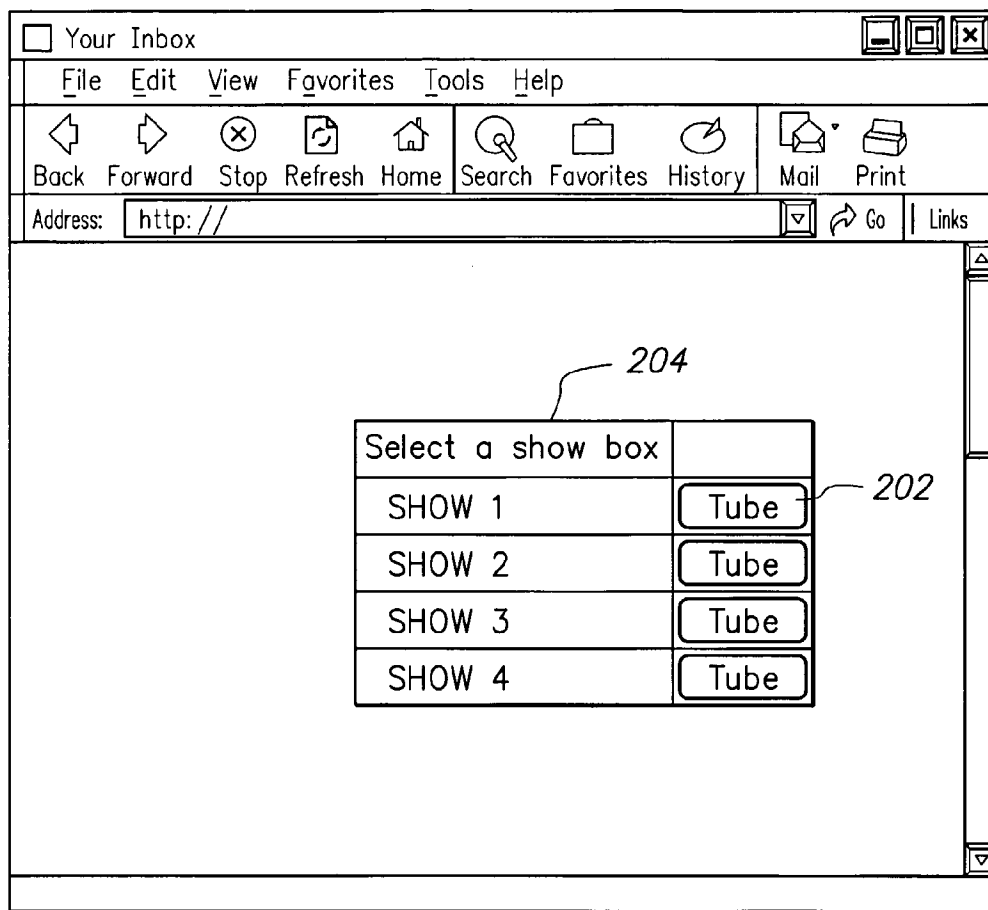 Your Inbox
File Edit View Favorites Tools Help
Back Forward Stop Refresh Home Search Favorites History Mail Print
Address: http:// Go Links
204
Select a show box
SHOW 1 Tube 202
SHOW 2 Tube
SHOW 3 Tube
SHOW 4 Tube